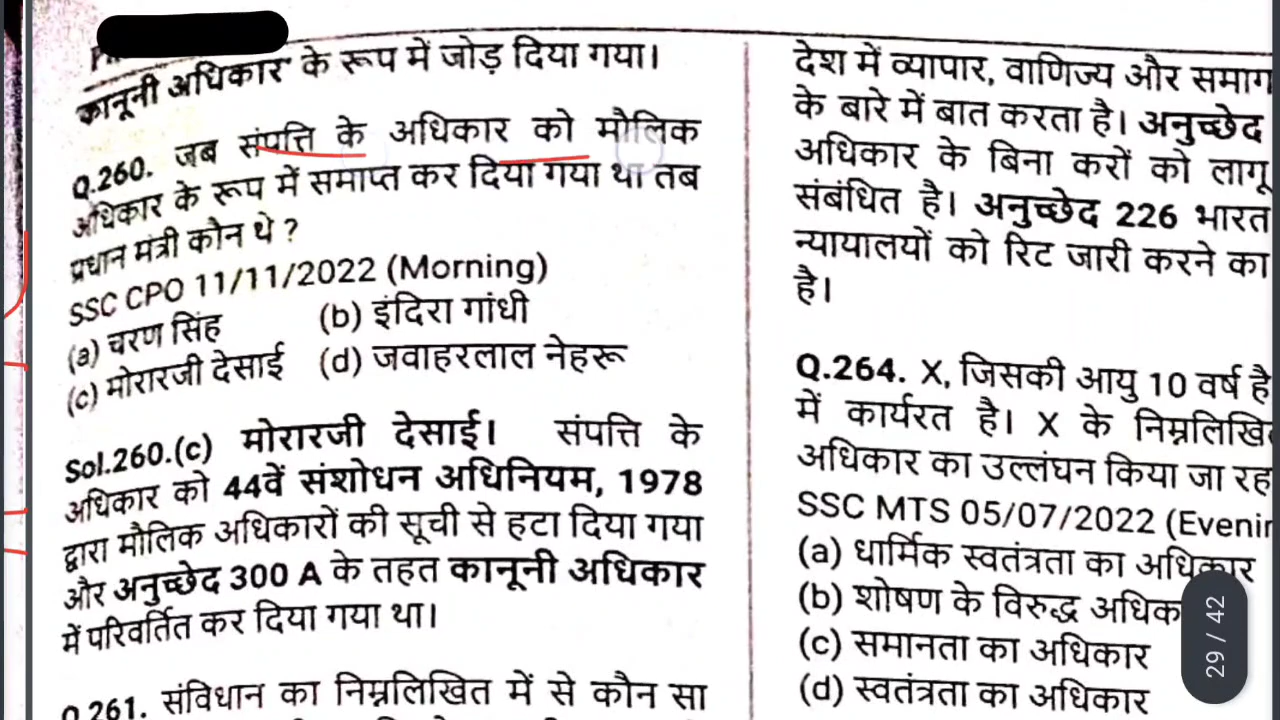 कानूनी अधिकार' के रूप में जोड़ दिया गया।
Q.260. जब संपत्ति के अधिकार को मौलिक
अधिकार के रूप में समाप्त कर दिया गया था तब
प्रधान मंत्री कौन थे ?
SSC CPO 11/11/2022 (Morning)
(a) चरण सिंह (b) इंदिरा गांधी
(c) मोरारजी देसाई (d) जवाहरलाल नेहरू
Sol.260.(c) मोरारजी देसाई। संपत्ति के
अधिकार को 44वें संशोधन अधिनियम, 1978
द्वारा मौलिक अधिकारों की सूची से हटा दिया गया
और अनुच्छेद 300 A के तहत कानूनी अधिकार
में परिवर्तित कर दिया गया था।
Q.261. संविधान का निम्नलिखित में से कौन सा
देश में व्यापार, वाणिज्य और समाग
के बारे में बात करता है। अनुच्छेद
अधिकार के बिना करों को लागू
संबंधित है। अनुच्छेद 226 भारत
न्यायालयों को रिट जारी करने का
है।
Q.264. X, जिसकी आयु 10 वर्ष है
में कार्यरत है। X के निम्नलिखि
अधिकार का उल्लंघन किया जा रह
SSC MTS 05/07/2022 (Evenin
(a) धार्मिक स्वतंत्रता का अधिकार
(b) शोषण के विरुद्ध अधिक
(c) समानता का अधिकार
(d) स्वतंत्रता का अधिकार
29 / 42